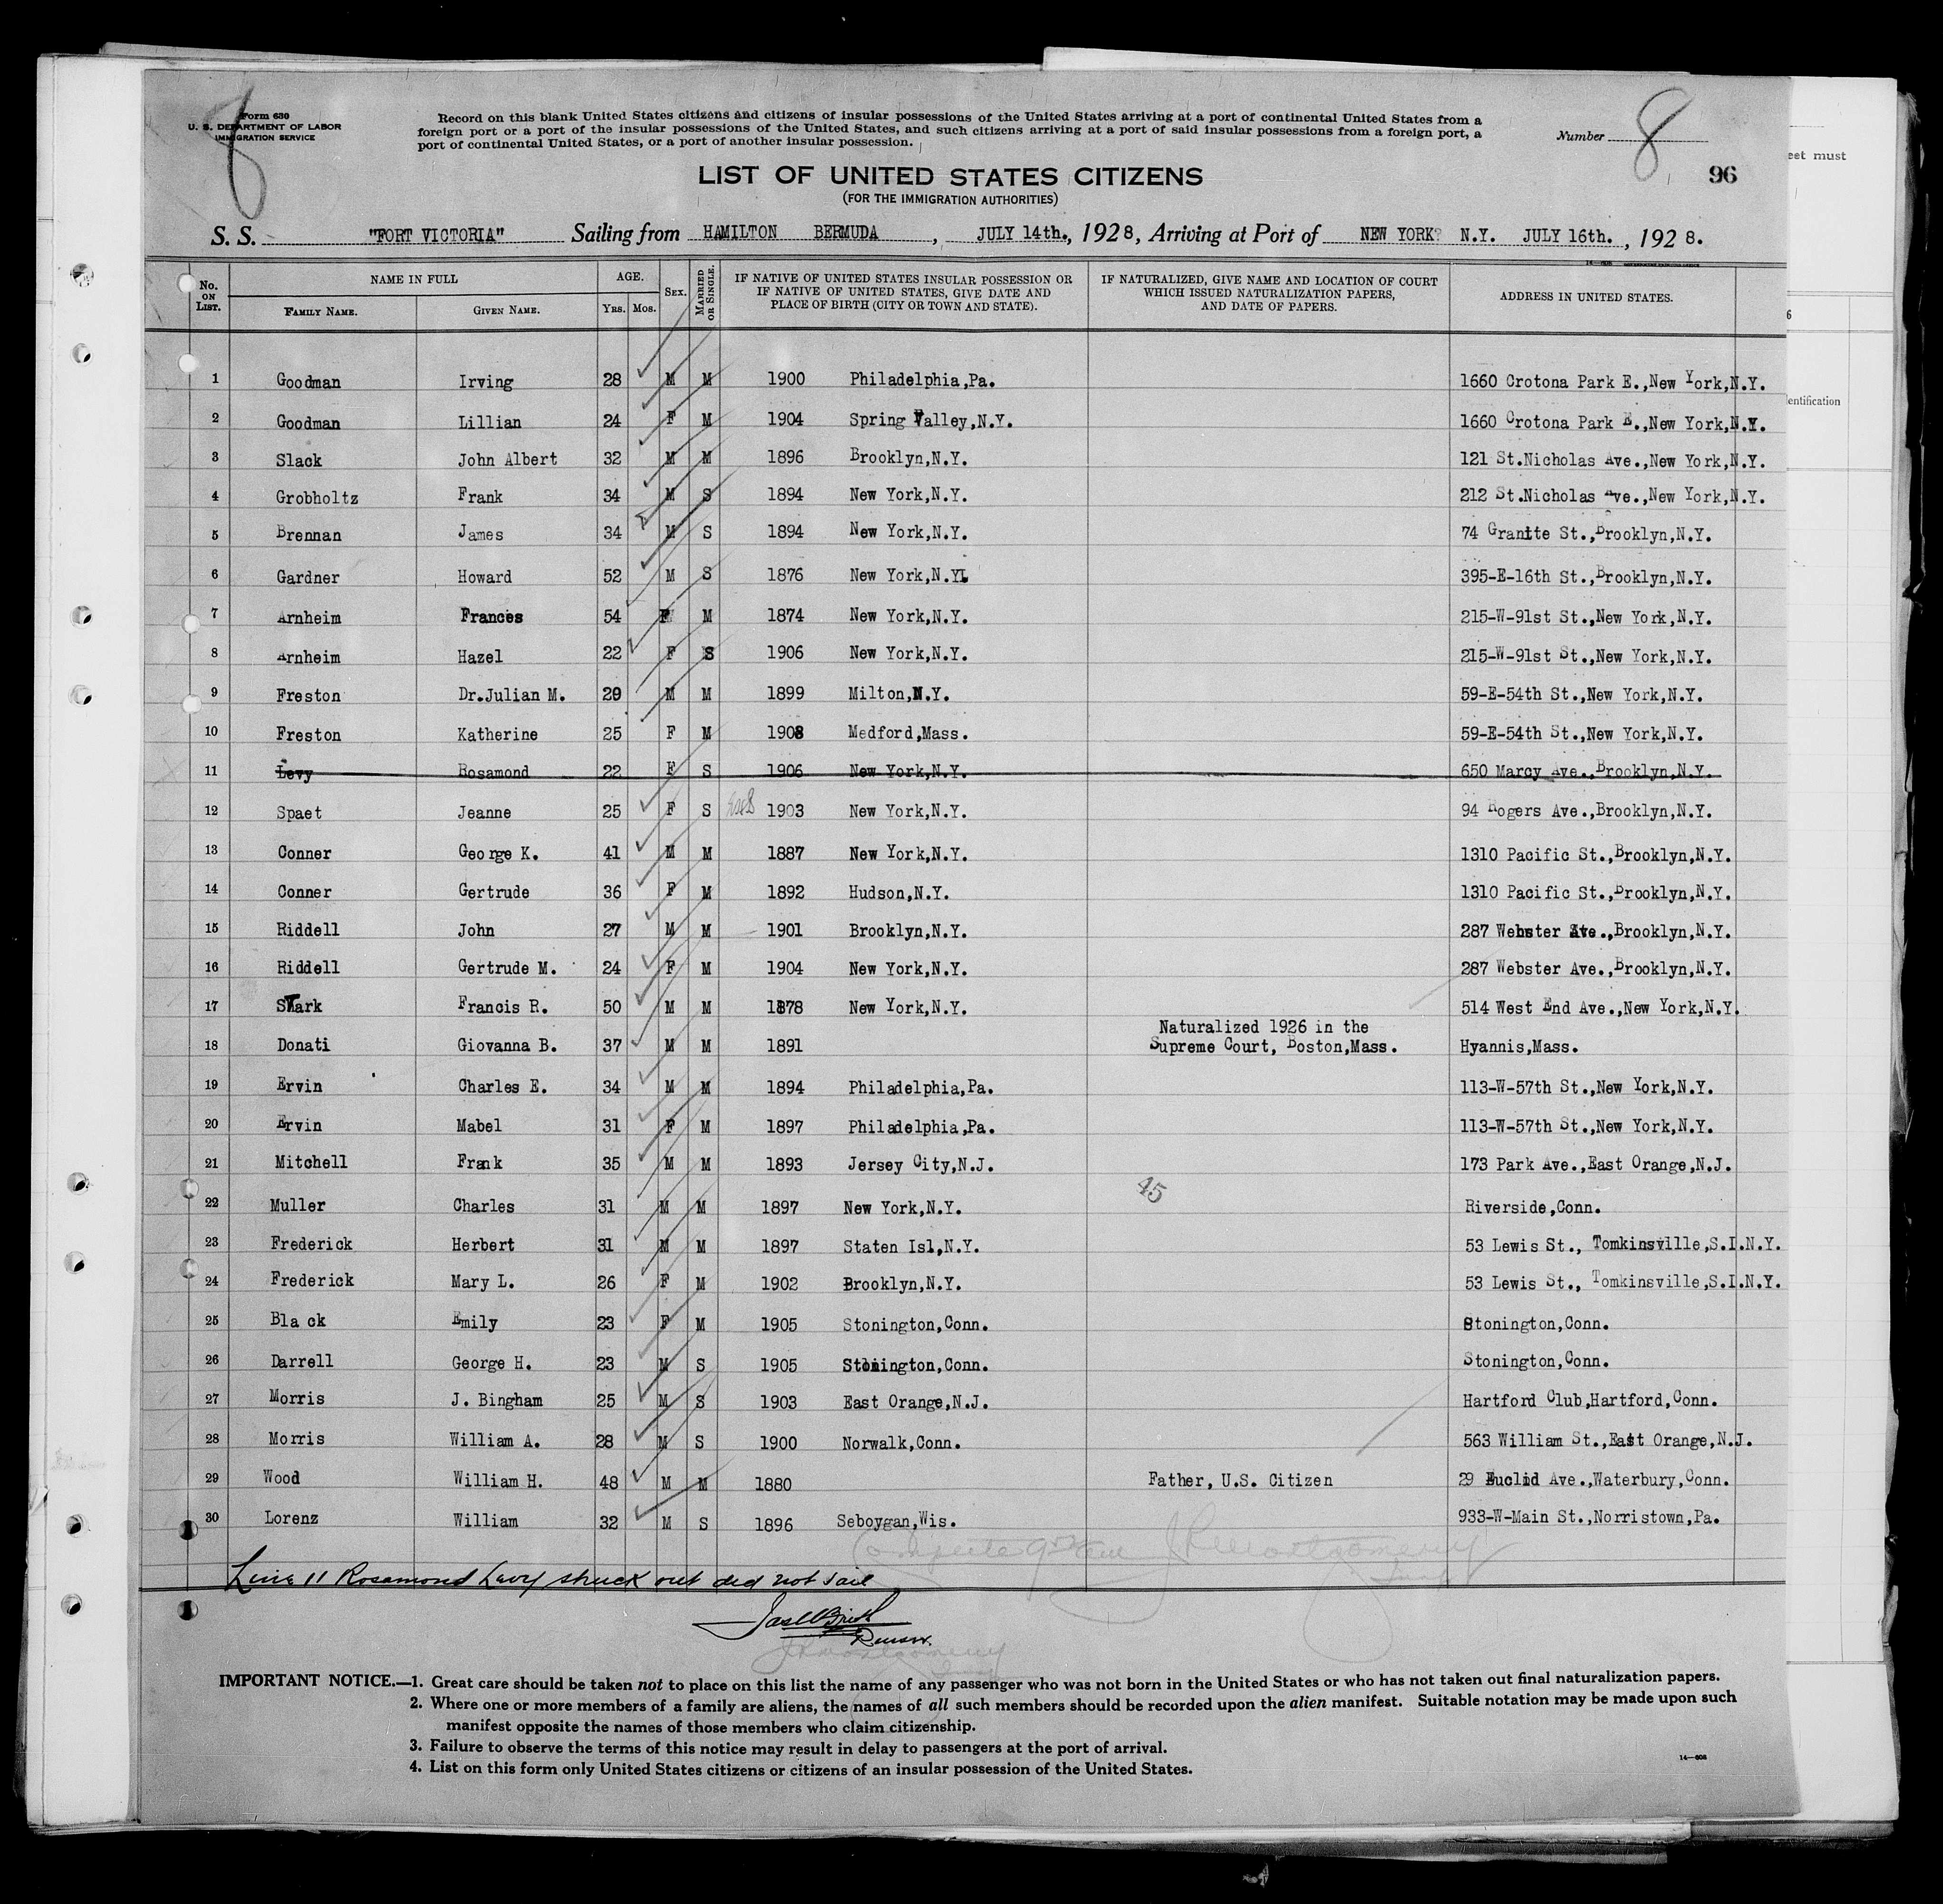 8
Form 630
U. S. DEPARTMENT OF LABOR
IMMIGRATION SERVICE
Record on this blank United States citizens and citizens of insular possessions of the United States arriving at a port of continental United States from a
foreign port or a port of the insular possessions of the United States, and such citizens arriving at a port of said insular possessions from a foreign port, a
port of continental United States, or a port of another insular possession.
Number 8
eet must
96
LIST OF UNITED STATES CITIZENS
(FOR THE IMMIGRATION AUTHORITIES)
S. S. "FORT VICTORIA" Sailing from HAMILTON BERMUDA, JULY 14th., 1928, Arriving at Port of NEW YORK N.Y. JULY 16th., 1928.
No. ON LIST. NAME IN FULL FAMILY NAME. GIVEN NAME. AGE. YRS. MOS. SEX. MARRIED OR SINGLE. IF NATIVE OF UNITED STATES INSULAR POSSESSION OR IF NATIVE OF UNITED STATES, GIVE DATE AND PLACE OF BIRTH (CITY OR TOWN AND STATE). IF NATURALIZED, GIVE NAME AND LOCATION OF COURT WHICH ISSUED NATURALIZATION PAPERS, AND DATE OF PAPERS. ADDRESS IN UNITED STATES.
1 Goodman Irving 28 M M 1900 Philadelphia,Pa. 1660 Crotona Park E.,New York,N.Y.
entification
2 Goodman Lillian 24 F M 1904 Spring Valley,N.Y. 1660 Crotona Park E.,New York,N.Y.
3 Slack John Albert 32 M M 1896 Brooklyn,N.Y. 121 St.Nicholas Ave.,New York,N.Y.
4 Grobholtz Frank 34 M S 1894 New York,N.Y. 212 St.Nicholas Ave.,New York,N.Y.
5 Brennan James 34 M S 1894 New York,N.Y. 74 Granite St.,Brooklyn,N.Y.
6 Gardner Howard 52 M S 1876 New York,N.Y. 395-E-16th St.,Brooklyn,N.Y.
7 Arnheim Frances 54 F M 1874 New York,N.Y. 215-W-91st St.,New York,N.Y.
8 Arnheim Hazel 22 F S 1906 New York,N.Y. 215-W-91st St.,New York,N.Y.
9 Freston Dr.Julian M. 29 M M 1899 Milton,N.Y. 59-E-54th St.,New York,N.Y.
10 Freston Katherine 25 F M 1903 Medford,Mass. 59-E-54th St.,New York,N.Y.
11 Levy Rosamond 22 F S 1906 New York,N.Y. 650 Marcy Ave.,Brooklyn,N.Y.
12 Spaet Jeanne 25 F S 1903 New York,N.Y. 94 Rogers Ave.,Brooklyn,N.Y.
13 Conner George K. 41 M M 1887 New York,N.Y. 1310 Pacific St.,Brooklyn,N.Y.
14 Conner Gertrude 36 F M 1892 Hudson,N.Y. 1310 Pacific St.,Brooklyn,N.Y.
15 Riddell John 27 M M 1901 Brooklyn,N.Y. 287 Webster Ave.,Brooklyn,N.Y.
16 Riddell Gertrude M. 24 F M 1904 New York,N.Y. 287 Webster Ave.,Brooklyn,N.Y.
17 STark Francis R. 50 M M 1878 New York,N.Y. 514 West End Ave.,New York,N.Y.
Naturalized 1926 in the
18 Donati Giovanna B. 37 M M 1891 Supreme Court, Boston,Mass. Hyannis,Mass.
19 Ervin Charles E. 34 M M 1894 Philadelphia,Pa. 113-W-57th St.,New York,N.Y.
20 Ervin Mabel 31 F M 1897 Philadelphia,Pa. 113-W-57th St.,New York,N.Y.
21 Mitchell Frank 35 M M 1893 Jersey City,N.J. 173 Park Ave.,East Orange,N.J.
45
22 Muller Charles 31 M M 1897 New York,N.Y. Riverside,Conn.
23 Frederick Herbert 31 M M 1897 Staten Isl,N.Y. 53 Lewis St., Tomkinsville,S.I.N.Y.
24 Frederick Mary L. 26 F M 1902 Brooklyn,N.Y. 53 Lewis St., Tomkinsville,S.I.N.Y.
25 Black Emily 23 F M 1905 Stonington,Conn. Stonington,Conn.
26 Darrell George H. 23 M S 1905 Stonington,Conn. Stonington,Conn.
27 Morris J. Bingham 25 M S 1903 East Orange,N.J. Hartford Club,Hartford,Conn.
28 Morris William A. 28 M S 1900 Norwalk,Conn. 563 William St.,East Orange,N.J.
29 Wood William H. 48 M M 1880 Father, U.S. Citizen 29 Euclid Ave.,Waterbury,Conn.
30 Lorenz William 32 M S 1896 Seboygan,Wis. 933-W-Main St.,Norristown,Pa.
Line 11 Rosamond Levy struck out did not sail
Purser.
IMPORTANT NOTICE.—1. Great care should be taken not to place on this list the name of any passenger who was not born in the United States or who has not taken out final naturalization papers.
2. Where one or more members of a family are aliens, the names of all such members should be recorded upon the alien manifest. Suitable notation may be made upon such
manifest opposite the names of those members who claim citizenship.
3. Failure to observe the terms of this notice may result in delay to passengers at the port of arrival.
4. List on this form only United States citizens or citizens of an insular possession of the United States.
14—608